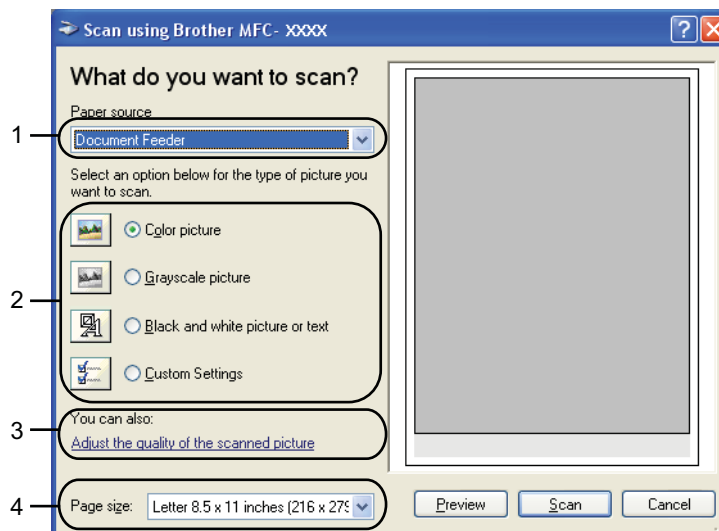 Scan using Brother MFC- XXXX
What do you want to scan?
Paper source
1
Document Feeder
Select an option below for the type of picture you
want to scan.
Color picture
2
Grayscale picture
Black and white picture or text
Custom Settings
3
You can also:
Adjust the quality of the scanned picture
4
Page size:
Letter 8.5 x 11 inches (216 x 279
Preview
Scan
Cancel